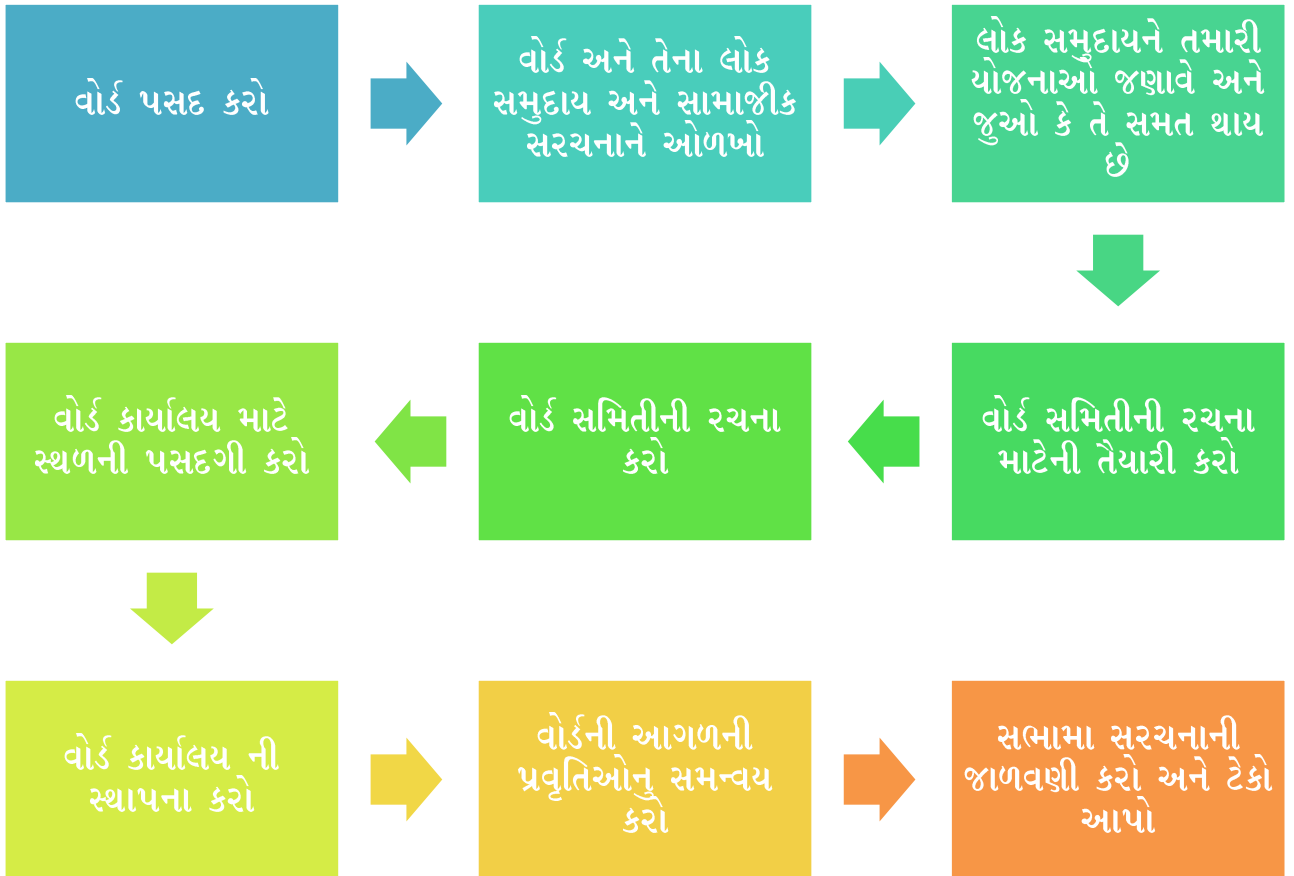 વોર્ડ પસદ કરો
વોર્ડ અને તેના લોક
સમુદાય અને સામાજીક
સરચનાને ઓળખો
લોક સમુદાયને તમારી
યોજનાઓ જણાવે અને
જુઓ કે તે સમત થાય
છે
વોર્ડ સમિતીની રચના
માટેની તૈયારી કરો
વોર્ડ સમિતીની રચના
કરો
વોર્ડ કાર્યાલય માટે
સ્થળની પસદગી કરો
વોર્ડ કાર્યાલય ની
સ્થાપના કરો
વોર્ડની આગળની
પ્રવૃતિઓનુ સમન્વય
કરો
સભામા સરચનાની
જાળવણી કરો અને ટેકો
આપો